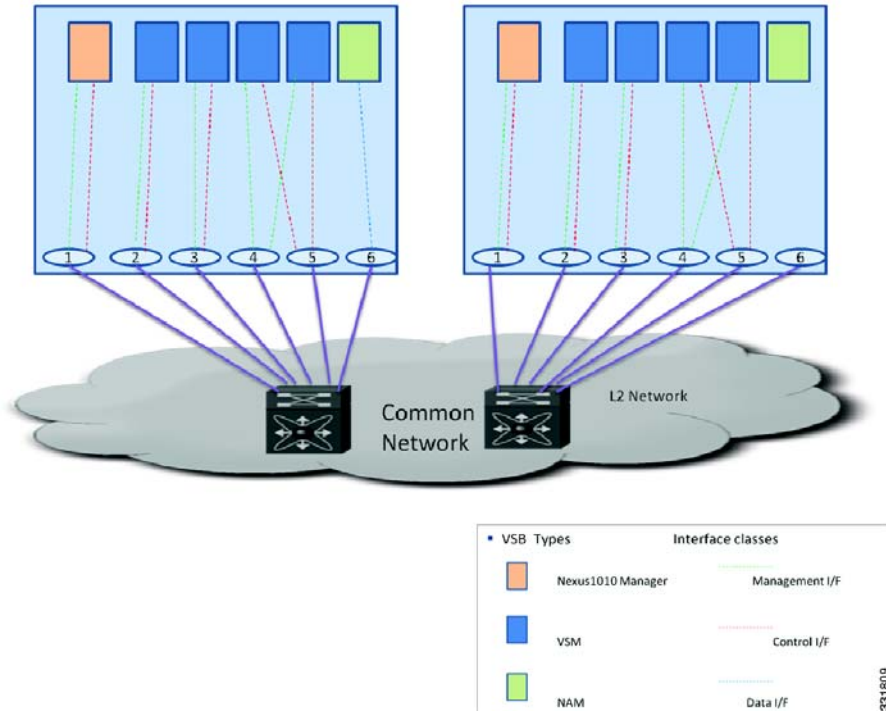 1 2 3 4 5 6
1 2 3 4 5 6
Common
Network
L2 Network
▪ VSB Types Interface classes
Nexus1010 Manager Management I/F
VSM Control I/F
NAM Data I/F
331809